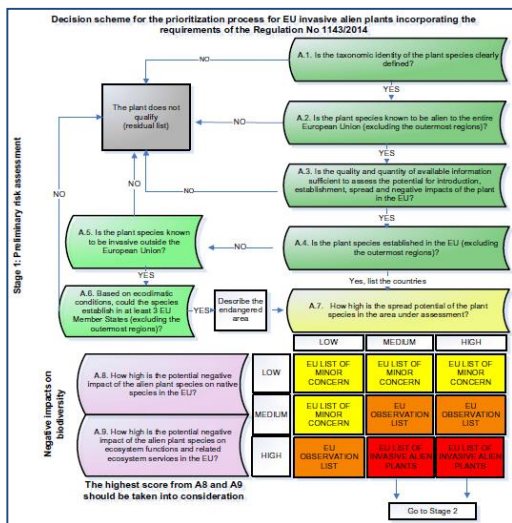 Decision scheme for the prioritization process for EU invasive alien plants incorporating the
requirements of the Regulation No 1143/2014
Stage 1: Preliminary risk assessment
A.1. Is the taxonomic identity of the plant species clearly
defined?
NO
YES
The plant does not
qualify
(residual list)
A.2. Is the plant species known to be alien to the entire
European Union (excluding the outermost regions)?
NO
YES
A.3. Is the quality and quantity of available information
sufficient to assess the potential for introduction,
establishment, spread and negative impacts of the plant
in the EU?
NO
NO
NO
YES
A.5. Is the plant species known
to be invasive outside the
European Union?
NO
A.4. Is the plant species established in the EU (excluding
the outermost regions)?
YES
Yes, list the countries
A.6. Based on ecoclimatic
conditions, could the species
establish in at least 3 EU
Member States (excluding the
outermost regions)?
YES
Describe the
endangered
area
A.7. How high is the spread potential of the plant
species in the area under assessment?
LOW
MEDIUM
HIGH
Negative impacts on
biodiversity
A.8. How high is the potential negative
impact of the alien plant species on native
species in the EU?
LOW
EU LIST OF
MINOR
CONCERN
EU LIST OF
MINOR
CONCERN
EU LIST OF
MINOR
CONCERN
MEDIUM
EU LIST OF
MINOR
CONCERN
EU
OBSERVATION
LIST
EU
OBSERVATION
LIST
A.9. How high is the potential negative
impact of the alien plant species on
ecosystem functions and related
ecosystem services in the EU?
HIGH
EU
OBSERVATION
LIST
EU LIST OF
INVASIVE ALIEN
PLANTS
EU LIST OF
INVASIVE ALIEN
PLANTS
The highest score from A8 and A9
should be taken into consideration
Go to Stage 2